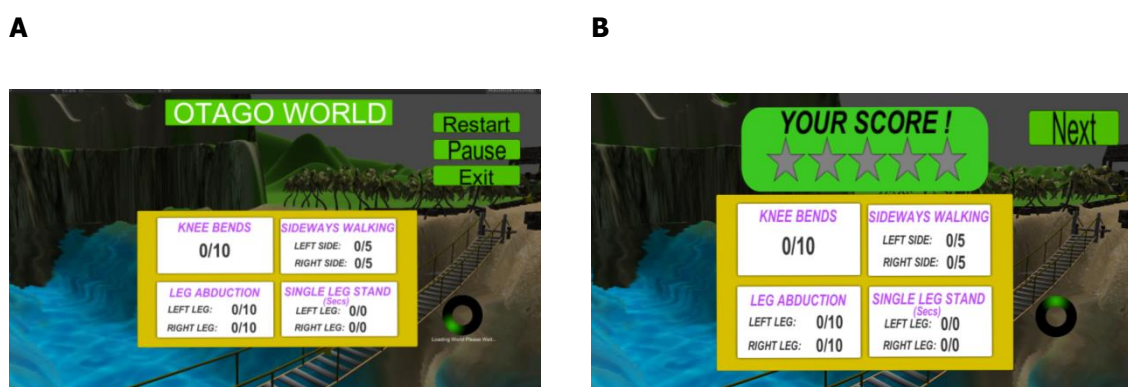 A
OTAGO WORLD
Restart
Pause
Exit
KNEE BENDS
0/10
SIDEWAYS WALKING
LEFT SIDE: 0/5
RIGHT SIDE: 0/5
LEG ABDUCTION
LEFT LEG: 0/10
RIGHT LEG: 0/10
SINGLE LEG STAND
(Secs)
LEFT LEG: 0/0
RIGHT LEG: 0/0
Loading World Please Wait...
B
YOUR SCORE !
Next
KNEE BENDS
0/10
SIDEWAYS WALKING
LEFT SIDE: 0/5
RIGHT SIDE: 0/5
LEG ABDUCTION
LEFT LEG: 0/10
RIGHT LEG: 0/10
SINGLE LEG STAND
(Secs)
LEFT LEG: 0/0
RIGHT LEG: 0/0